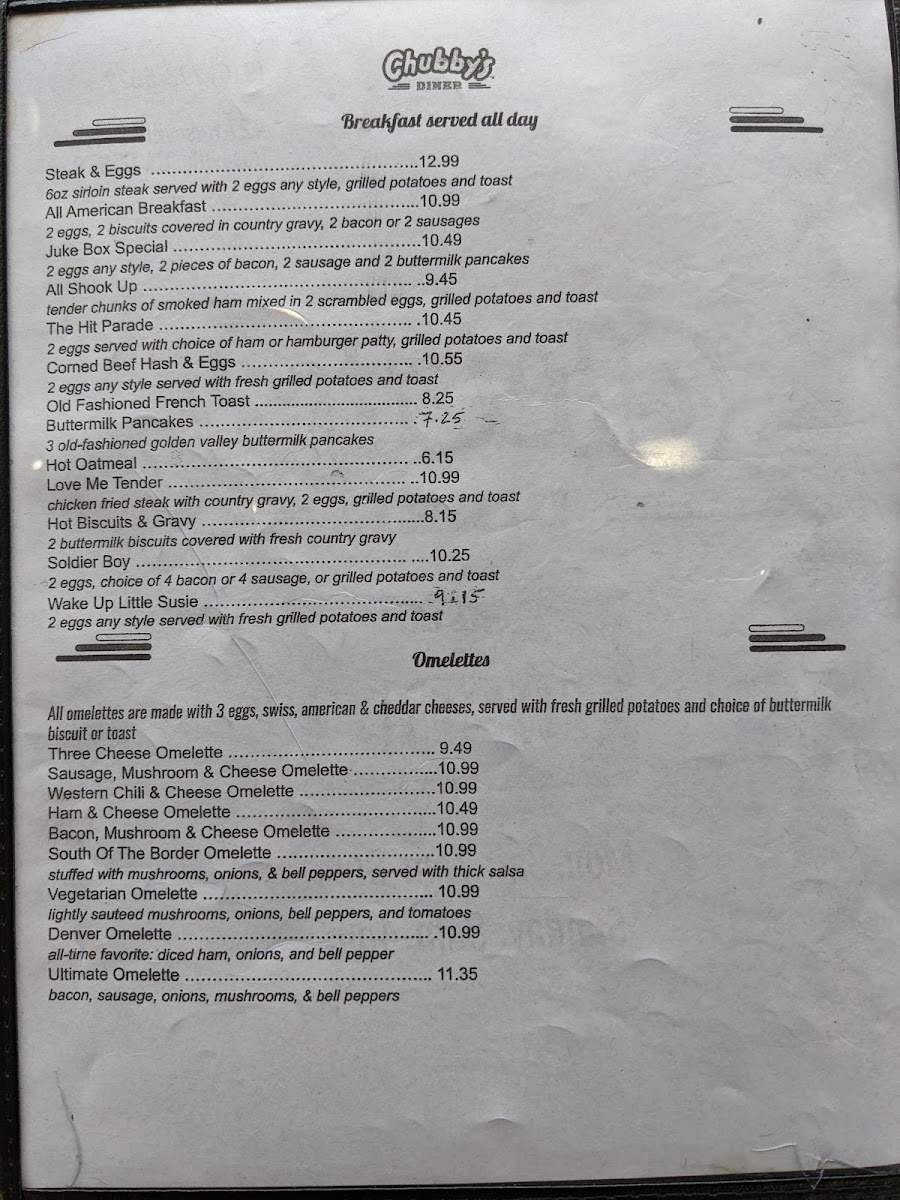 Chubby's
DINER
Breakfast served all day
Steak & Eggs ................................................12.99
6oz sirloin steak served with 2 eggs any style, grilled potatoes and toast
All American Breakfast .....................................10.99
2 eggs, 2 biscuits covered in country gravy, 2 bacon or 2 sausages
Juke Box Special ............................................10.49
2 eggs any style, 2 pieces of bacon, 2 sausage and 2 buttermilk pancakes
All Shook Up ................................................ ..9.45
tender chunks of smoked ham mixed in 2 scrambled eggs, grilled potatoes and toast
The Hit Parade ............................................. .10.45
2 eggs served with choice of ham or hamburger patty, grilled potatoes and toast
Corned Beef Hash & Eggs .............................. .10.55
2 eggs any style served with fresh grilled potatoes and toast
Old Fashioned French Toast ............................ 8.25
Buttermilk Pancakes ..................................... .7.25
3 old-fashioned golden valley buttermilk pancakes
Hot Oatmeal ................................................ ..6.15
Love Me Tender .......................................... ..10.99
chicken fried steak with country gravy, 2 eggs, grilled potatoes and toast
Hot Biscuits & Gravy .......................................8.15
2 buttermilk biscuits covered with fresh country gravy
Soldier Boy ................................................ ....10.25
2 eggs, choice of 4 bacon or 4 sausage, or grilled potatoes and toast
Wake Up Little Susie ...................................... 9.15
2 eggs any style served with fresh grilled potatoes and toast
Omelettes
All omelettes are made with 3 eggs, swiss, american & cheddar cheeses, served with fresh grilled potatoes and choice of buttermilk
biscuit or toast
Three Cheese Omelette .................................... 9.49
Sausage, Mushroom & Cheese Omelette...............10.99
Western Chili & Cheese Omelette ........................10.99
Ham & Cheese Omelette ...................................10.49
Bacon, Mushroom & Cheese Omelette .................10.99
South Of The Border Omelette ...........................10.99
stuffed with mushrooms, onions, & bell peppers, served with thick salsa
Vegetarian Omelette ....................................... 10.99
lightly sauteed mushrooms, onions, bell peppers, and tomatoes
Denver Omelette ............................................ .10.99
all-time favorite: diced ham, onions, and bell pepper
Ultimate Omelette .......................................... 11.35
bacon, sausage, onions, mushrooms, & bell peppers